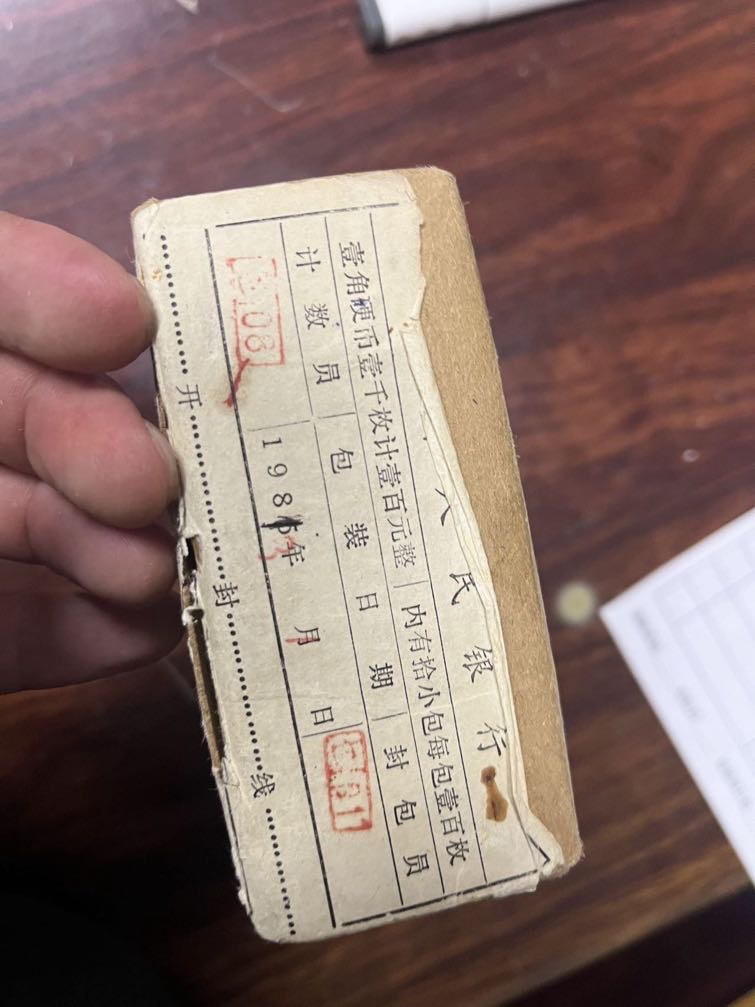 人民银行
壹角硬币壹千枚计壹百元整 内有拾小包每包壹百枚
计数员 包装日期 封包员
198 年 月 日
开封线